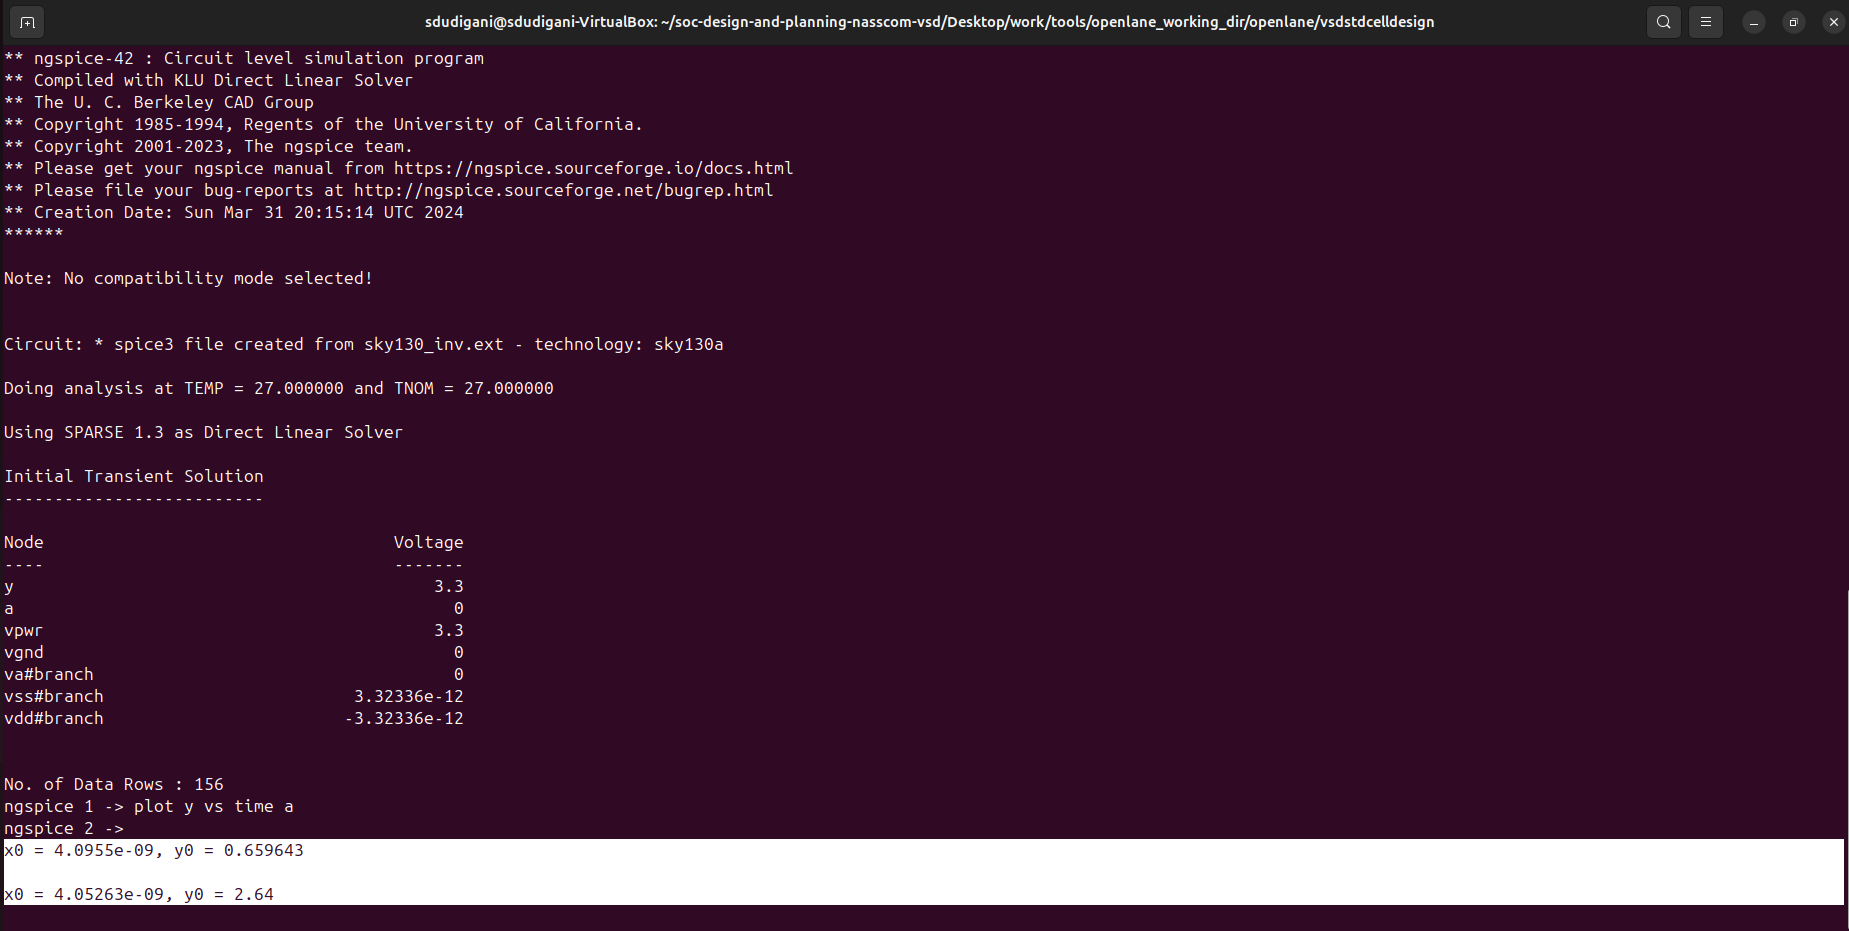 sdudigani@sdudigani-VirtualBox: ~/soc-design-and-planning-nasscom-vsd/Desktop/work/tools/openlane_working_dir/openlane/vsdstdcelldesign
** ngspice-42 : Circuit level simulation program
** Compiled with KLU Direct Linear Solver
** The U. C. Berkeley CAD Group
** Copyright 1985-1994, Regents of the University of California.
** Copyright 2001-2023, The ngspice team.
** Please get your ngspice manual from https://ngspice.sourceforge.io/docs.html
** Please file your bug-reports at http://ngspice.sourceforge.net/bugrep.html
** Creation Date: Sun Mar 31 20:15:14 UTC 2024
******
Note: No compatibility mode selected!
Circuit: * spice3 file created from sky130_inv.ext - technology: sky130a
Doing analysis at TEMP = 27.000000 and TNOM = 27.000000
Using SPARSE 1.3 as Direct Linear Solver
Initial Transient Solution
--------------------------
Node                                   Voltage
----                                   -------
y                                          3.3
a                                            0
vpwr                                       3.3
vgnd                                         0
va#branch                                    0
vss#branch                         3.32336e-12
vdd#branch                        -3.32336e-12
No. of Data Rows : 156
ngspice 1 -> plot y vs time a
ngspice 2 ->
x0 = 4.0955e-09, y0 = 0.659643
x0 = 4.05263e-09, y0 = 2.64